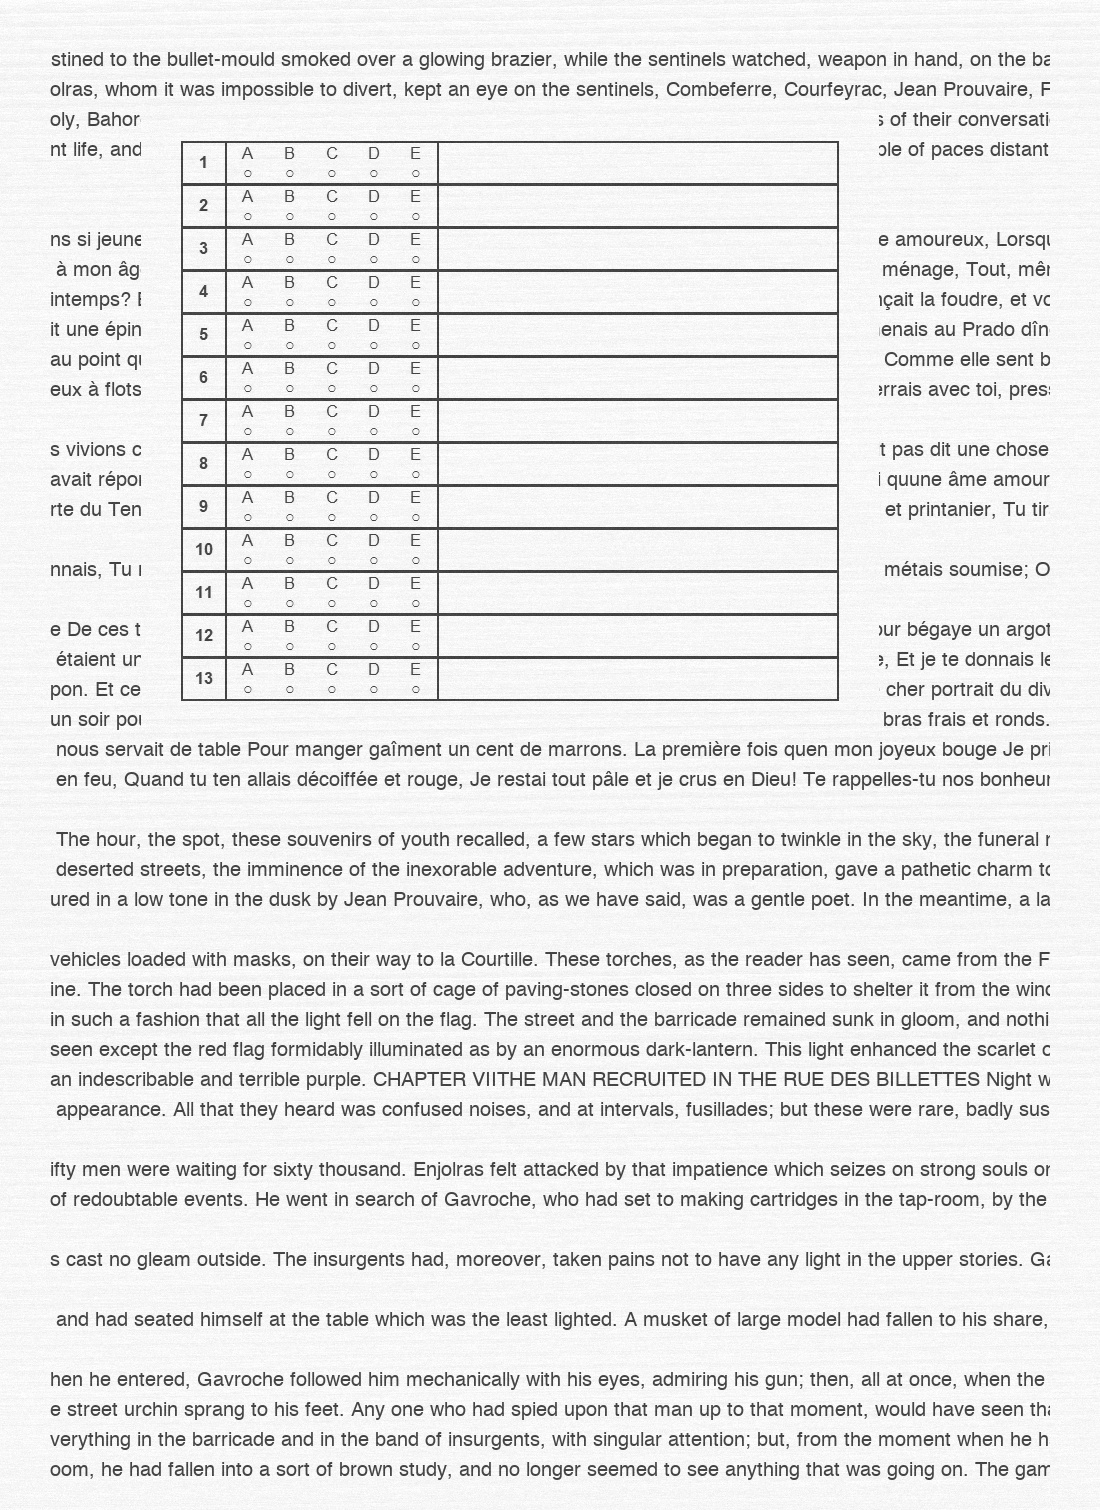 stined to the bullet-mould smoked over a glowing brazier, while the sentinels watched, weapon in hand, on the ba
olras, whom it was impossible to divert, kept an eye on the sentinels, Combeferre, Courfeyrac, Jean Prouvaire, F
oly, Bahor s of their conversati
nt life, and ble of paces distant
1 A B C D E
2 A B C D E
3 A B C D E
4 A B C D E
5 A B C D E
6 A B C D E
7 A B C D E
8 A B C D E
9 A B C D E
10 A B C D E
11 A B C D E
12 A B C D E
13 A B C D E
ns si jeune e amoureux, Lorsqu
à mon âg ménage, Tout, mêm
intemps? E nçait la foudre, et vo
it une épin enais au Prado dîn
au point qu Comme elle sent b
eux à flots errais avec toi, press
s vivions c t pas dit une chose
avait répon i quune âme amour
rte du Ten et printanier, Tu tir
nnais, Tu métais soumise; O
e De ces t our bégaye un argot
étaient un e, Et je te donnais le
pon. Et ce cher portrait du div
un soir pou bras frais et ronds.
nous servait de table Pour manger gaîment un cent de marrons. La première fois quen mon joyeux bouge Je pri
en feu, Quand tu ten allais décoiffée et rouge, Je restai tout pâle et je crus en Dieu! Te rappelles-tu nos bonheur
The hour, the spot, these souvenirs of youth recalled, a few stars which began to twinkle in the sky, the funeral r
deserted streets, the imminence of the inexorable adventure, which was in preparation, gave a pathetic charm to
ured in a low tone in the dusk by Jean Prouvaire, who, as we have said, was a gentle poet. In the meantime, a la
vehicles loaded with masks, on their way to la Courtille. These torches, as the reader has seen, came from the F
ine. The torch had been placed in a sort of cage of paving-stones closed on three sides to shelter it from the wind
in such a fashion that all the light fell on the flag. The street and the barricade remained sunk in gloom, and nothi
seen except the red flag formidably illuminated as by an enormous dark-lantern. This light enhanced the scarlet o
an indescribable and terrible purple. CHAPTER VIITHE MAN RECRUITED IN THE RUE DES BILLETTES Night w
appearance. All that they heard was confused noises, and at intervals, fusillades; but these were rare, badly sus
ifty men were waiting for sixty thousand. Enjolras felt attacked by that impatience which seizes on strong souls on
of redoubtable events. He went in search of Gavroche, who had set to making cartridges in the tap-room, by the
s cast no gleam outside. The insurgents had, moreover, taken pains not to have any light in the upper stories. Ga
and had seated himself at the table which was the least lighted. A musket of large model had fallen to his share,
hen he entered, Gavroche followed him mechanically with his eyes, admiring his gun; then, all at once, when the
e street urchin sprang to his feet. Any one who had spied upon that man up to that moment, would have seen tha
verything in the barricade and in the band of insurgents, with singular attention; but, from the moment when he h
oom, he had fallen into a sort of brown study, and no longer seemed to see anything that was going on. The gam